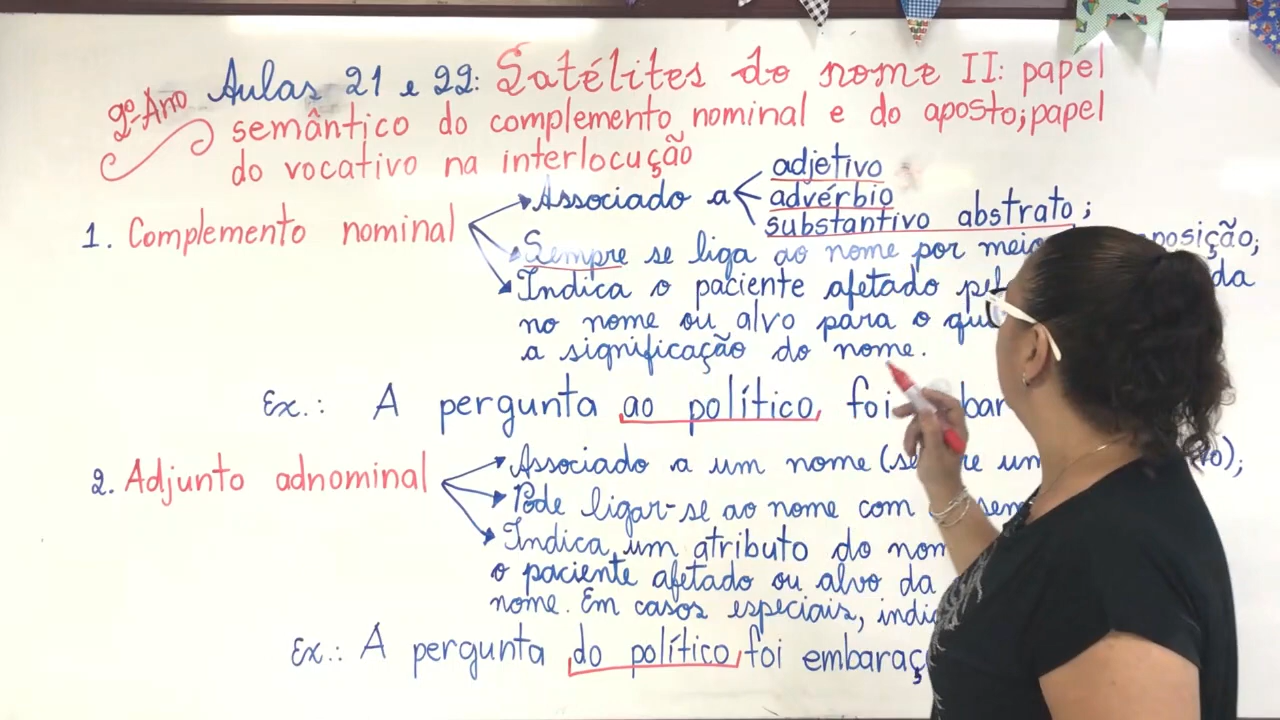 2º Ano
Aulas 21 e 22: Satélites do nome II: papel
semântico do complemento nominal e do aposto; papel
do vocativo na interlocução
1. Complemento nominal
Associado a
adjetivo
advérbio
substantivo abstrato;
Sempre se liga ao nome por meio
Indica o paciente afetado da
no nome ou alvo para o
a significação do nome.
Ex.: A pergunta ao político foi
2. Adjunto adnominal
Associado a um nome
Pode ligar-se ao nome com
Indica um atributo do
o paciente afetado ou alvo da
nome. Em casos especiais,
Ex.: A pergunta do político foi